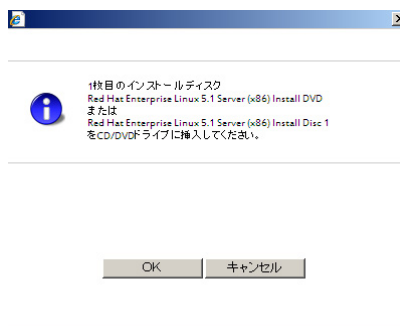 1枚目のインストールディスク
Red Hat Enterprise Linux 5.1 Server (x86) Install DVD
または
Red Hat Enterprise Linux 5.1 Server (x86) Install Disc 1
をCD/DVDドライブに挿入してください。
OK キャンセル